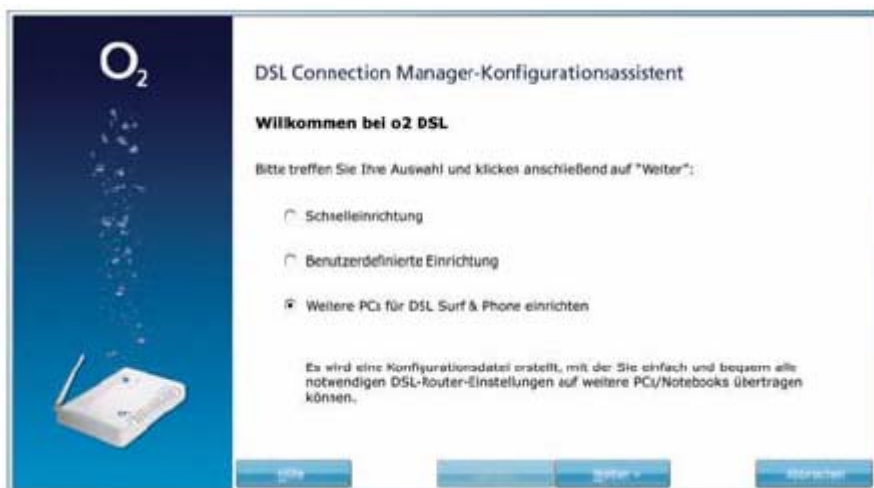 O2
DSL Connection Manager-Konfigurationsassistent
Willkommen bei o2 DSL
Bitte treffen Sie Ihre Auswahl und klicken anschließend auf "Weiter":
Schnelleinrichtung
Benutzerdefinierte Einrichtung
Weitere PCs für DSL Surf & Phone einrichten
Es wird eine Konfigurationsdatei erstellt, mit der Sie einfach und bequem alle
notwendigen DSL-Router-Einstellungen auf weitere PCs/Notebooks übertragen
können.
Hilfe
Weiter >
Abbrechen